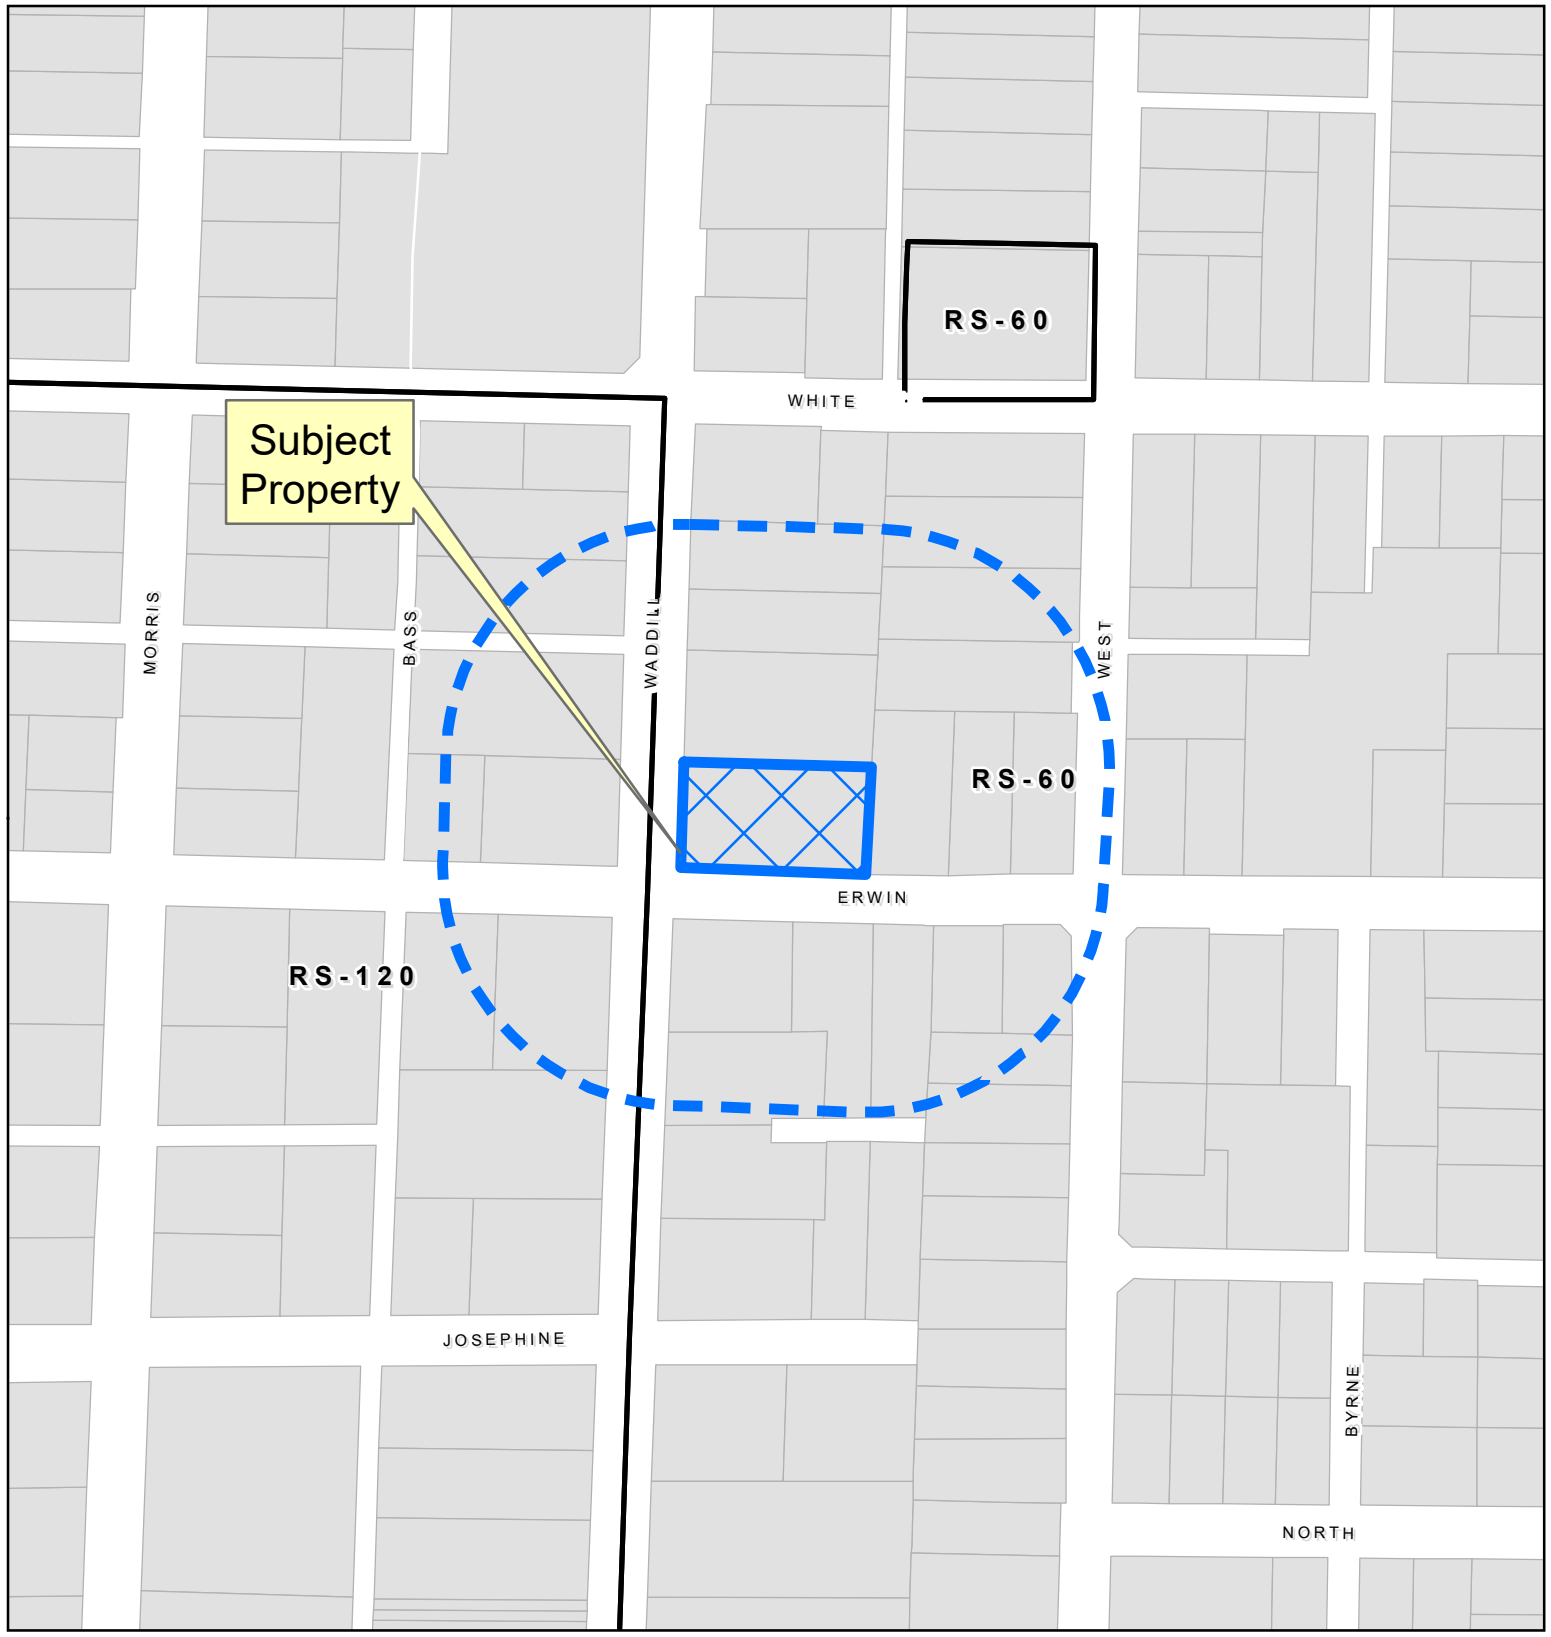 RS-60
WHITE
Subject
Property
MORRIS
BASS
WADDILL
WEST
RS-60
ERWIN
RS-120
JOSEPHINE
BYRNE
NORTH